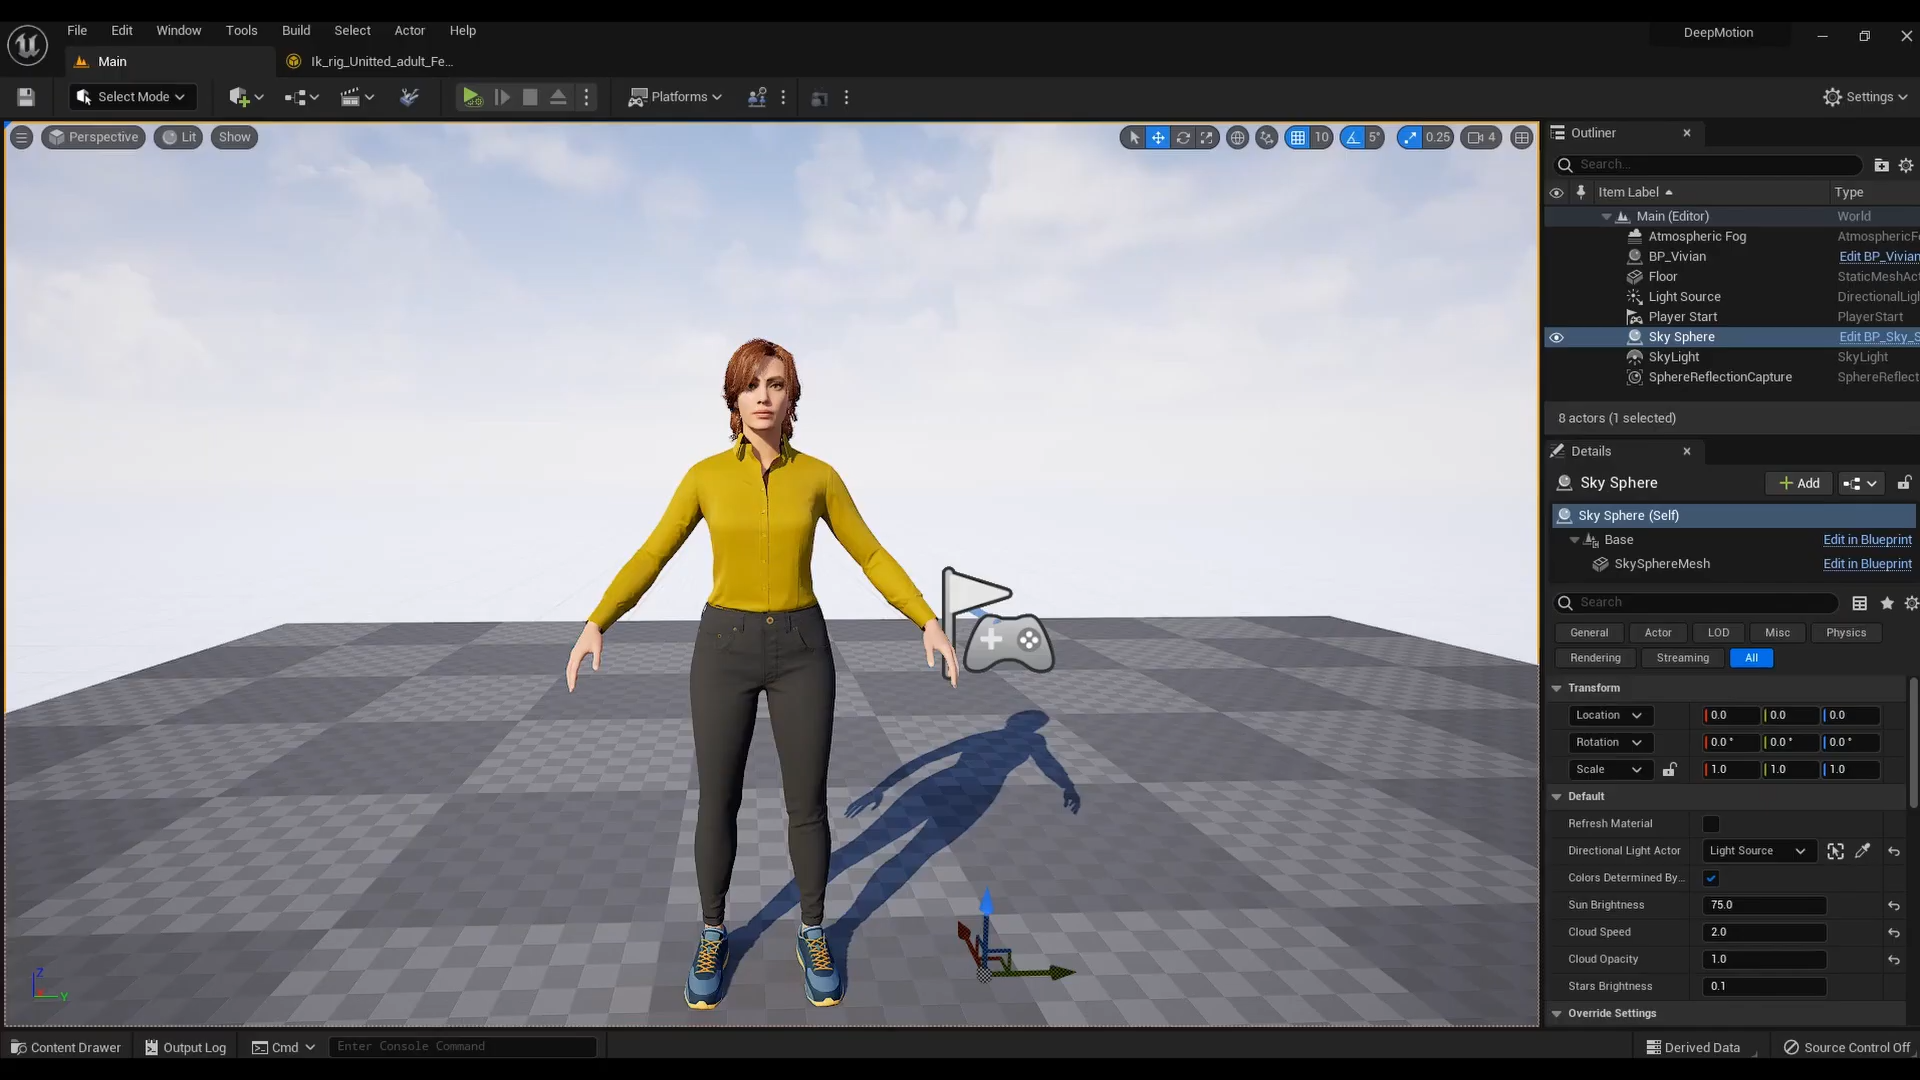 File Edit Window Tools Build Select Actor Help
DeepMotion
Main
Ik_rig_Unitted_adult_Fe...
Select Mode
Platforms
Settings
Perspective Lit Show
10 5° 0.25 4
Outliner
Search...
Item Label Type
Main (Editor) World
Atmospheric Fog AtmosphericF
BP_Vivian Edit BP_Vivian
Floor StaticMeshAct
Light Source DirectionalLig
Player Start PlayerStart
Sky Sphere Edit BP_Sky_S
SkyLight SkyLight
SphereReflectionCapture SphereReflect
8 actors (1 selected)
Details
Sky Sphere
Add
Sky Sphere (Self)
Base Edit in Blueprint
SkySphereMesh Edit in Blueprint
Search
General Actor LOD Misc Physics
Rendering Streaming All
Transform
Location 0.0 0.0 0.0
Rotation 0.0 ° 0.0 ° 0.0 °
Scale 1.0 1.0 1.0
Default
Refresh Material
Directional Light Actor Light Source
Colors Determined By...
Sun Brightness 75.0
Cloud Speed 2.0
Cloud Opacity 1.0
Stars Brightness 0.1
Override Settings
Z
Y
Content Drawer Output Log Cmd Enter Console Command
Derived Data Source Control Off